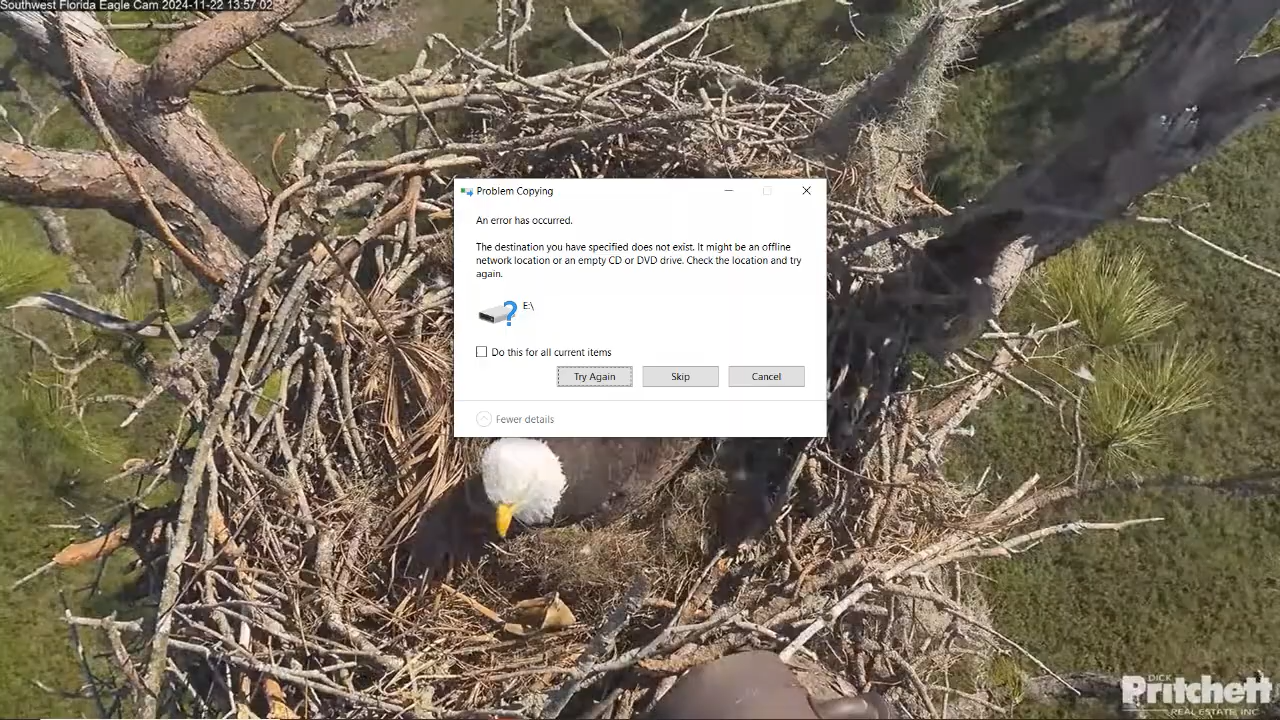 Southwest Florida Eagle Cam 2024-11-22 13:57:02
Problem Copying
An error has occurred.
The destination you have specified does not exist. It might be an offline
network location or an empty CD or DVD drive. Check the location and try
again.
E:\
Do this for all current items
Try Again Skip Cancel
Fewer details
DICK
Pritchett
REAL ESTATE, INC